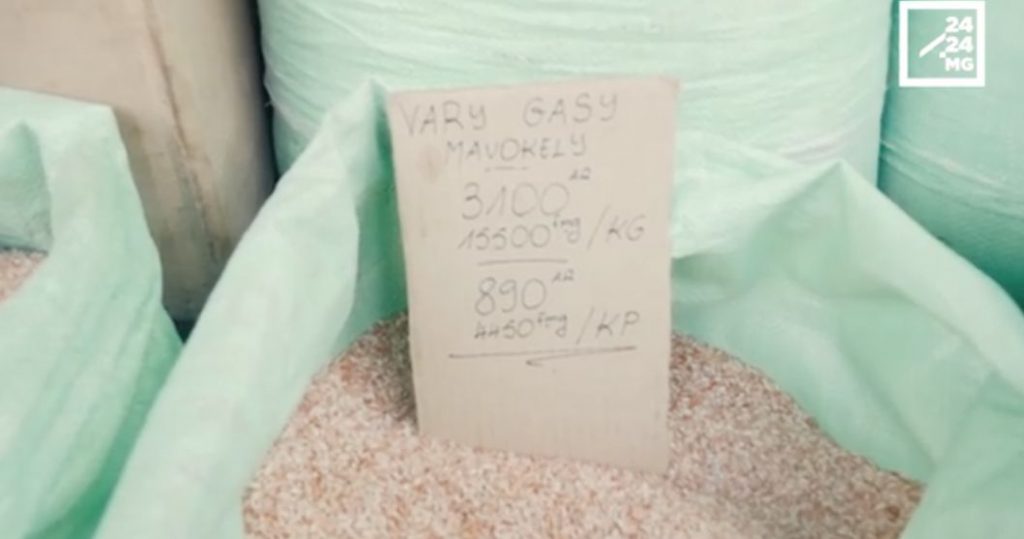 24
24
MG
VARY GASY
MAVOKELY
3100 AR
15500 fmg /KG
890 AR
4450 fmg /KP